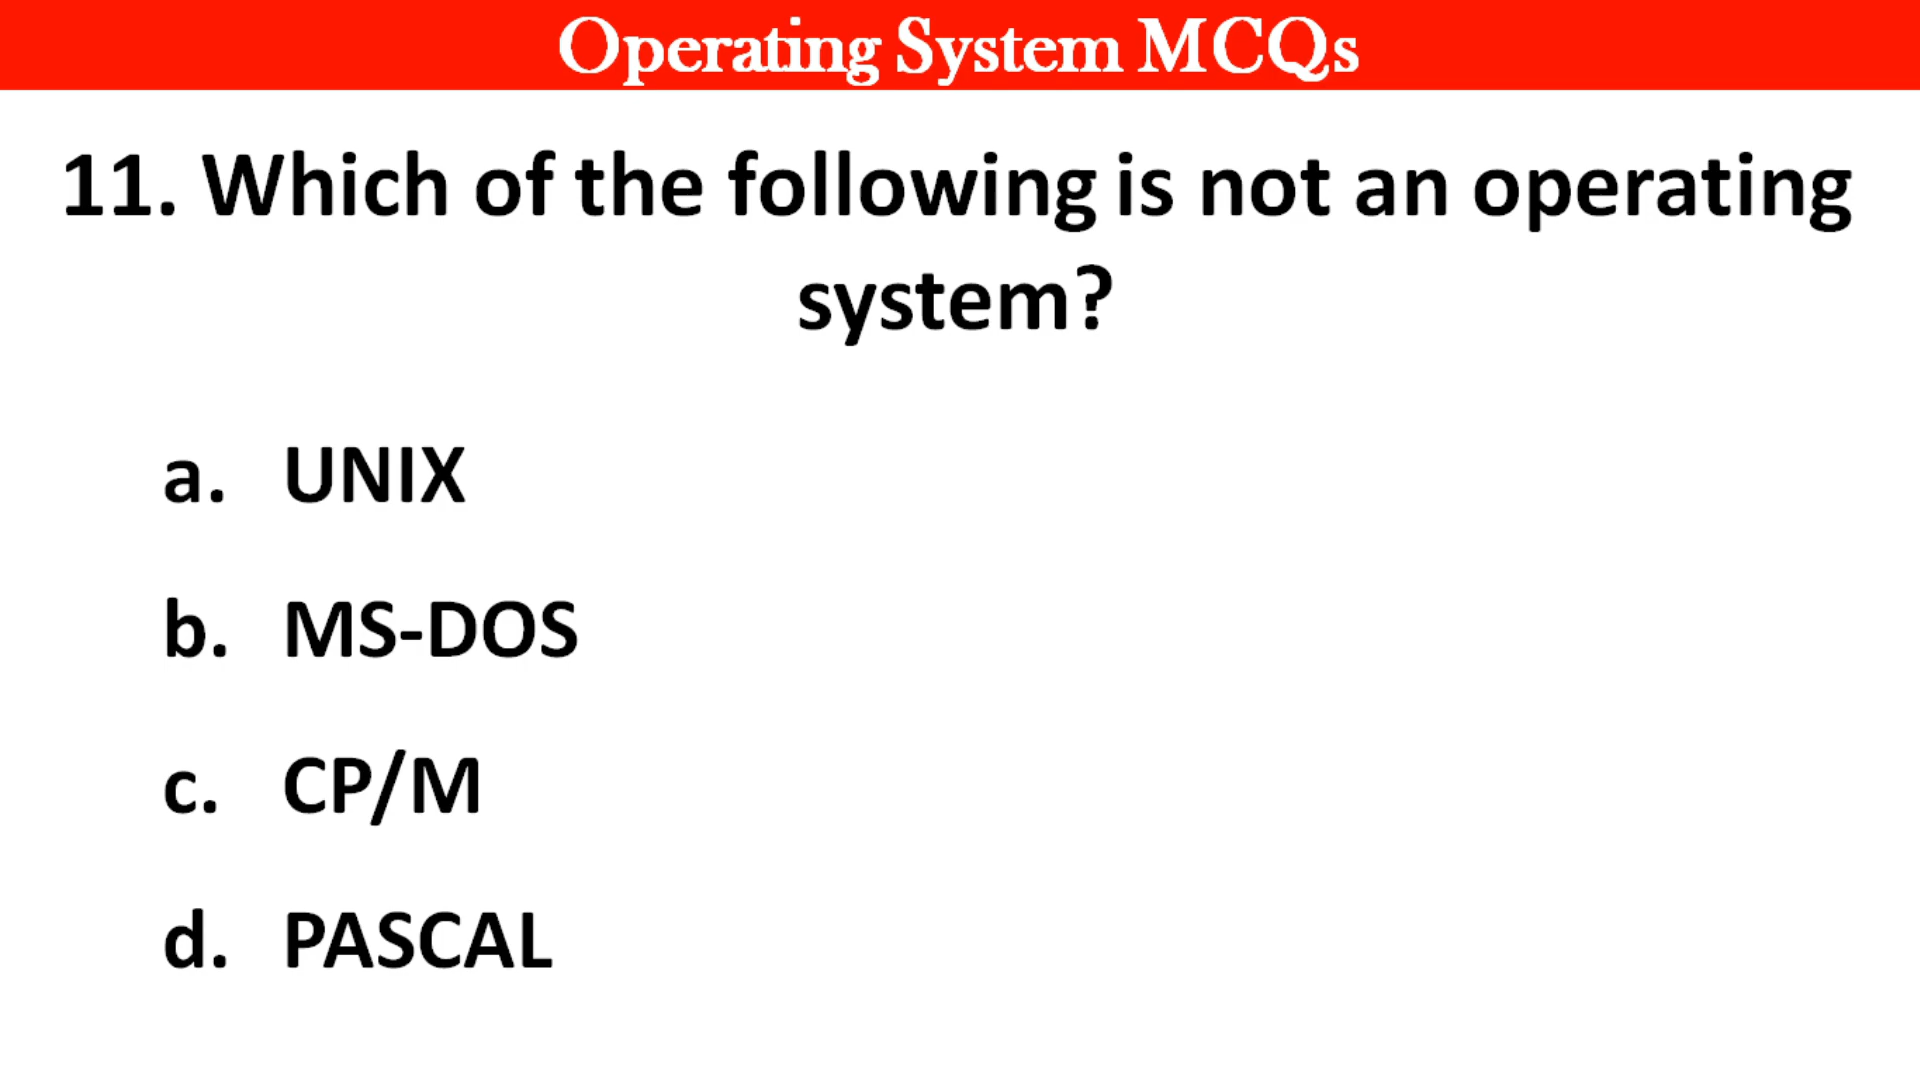 Operating System MCQs
11. Which of the following is not an operating
system?
a. UNIX
b. MS-DOS
c. CP/M
d. PASCAL